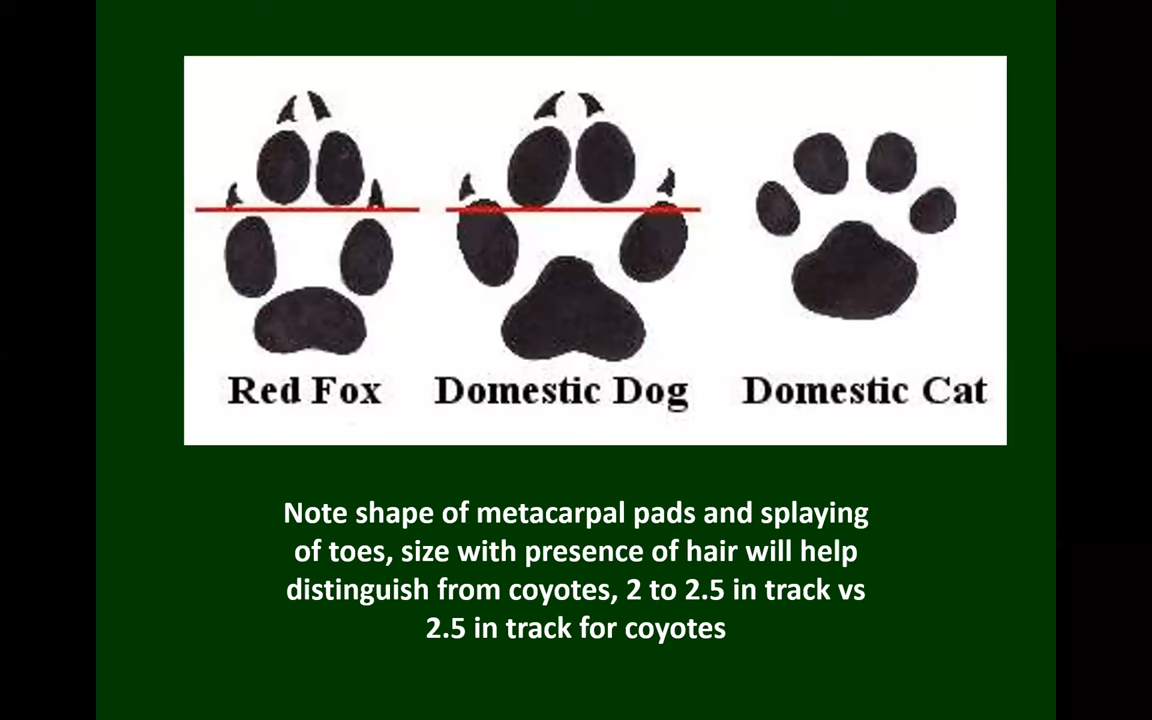 Red Fox Domestic Dog Domestic Cat
Note shape of metacarpal pads and splaying
of toes, size with presence of hair will help
distinguish from coyotes, 2 to 2.5 in track vs
2.5 in track for coyotes